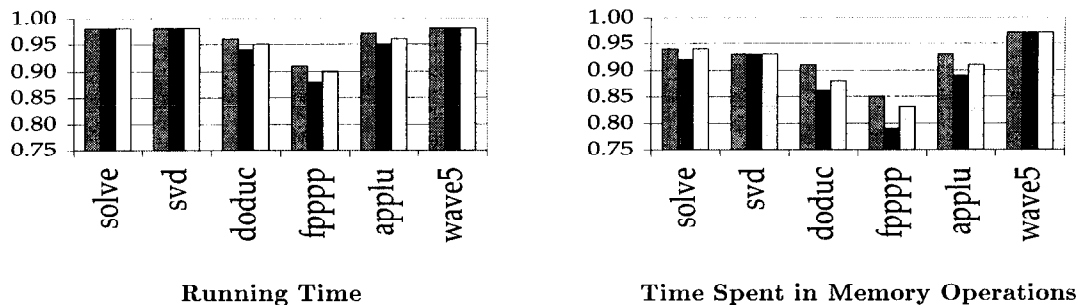 1.00
0.95
0.90
0.85
0.80
0.75
solve
svd
doduc
fpppp
applu
wave5
Running Time
1.00
0.95
0.90
0.85
0.80
0.75
solve
svd
doduc
fpppp
applu
wave5
Time Spent in Memory Operations